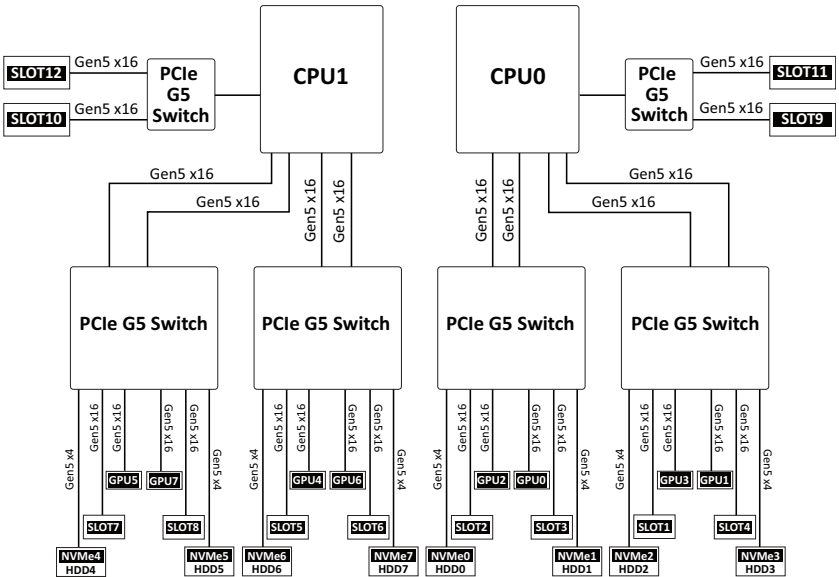 CPU1
CPU0
SLOT12
Gen5 x16
PCIe
G5
Switch
SLOT10
Gen5 x16
PCIe
G5
Switch
Gen5 x16
SLOT11
Gen5 x16
SLOT9
Gen5 x16
Gen5 x16
Gen5 x16
Gen5 x16
Gen5 x16
Gen5 x16
Gen5 x16
Gen5 x16
PCIe G5 Switch
PCIe G5 Switch
PCIe G5 Switch
PCIe G5 Switch
Gen5 x4
Gen5 x16
Gen5 x16
Gen5 x16
Gen5 x16
Gen5 x4
Gen5 x4
Gen5 x16
Gen5 x16
Gen5 x16
Gen5 x16
Gen5 x4
Gen5 x4
Gen5 x16
Gen5 x16
Gen5 x16
Gen5 x16
Gen5 x4
Gen5 x4
Gen5 x16
Gen5 x16
Gen5 x16
Gen5 x16
Gen5 x4
GPU5
GPU7
GPU4
GPU6
GPU2
GPU0
GPU3
GPU1
SLOT7
SLOT8
SLOT5
SLOT6
SLOT2
SLOT3
SLOT1
SLOT4
NVMe4
HDD4
NVMe5
HDD5
NVMe6
HDD6
NVMe7
HDD7
NVMe0
HDD0
NVMe1
HDD1
NVMe2
HDD2
NVMe3
HDD3